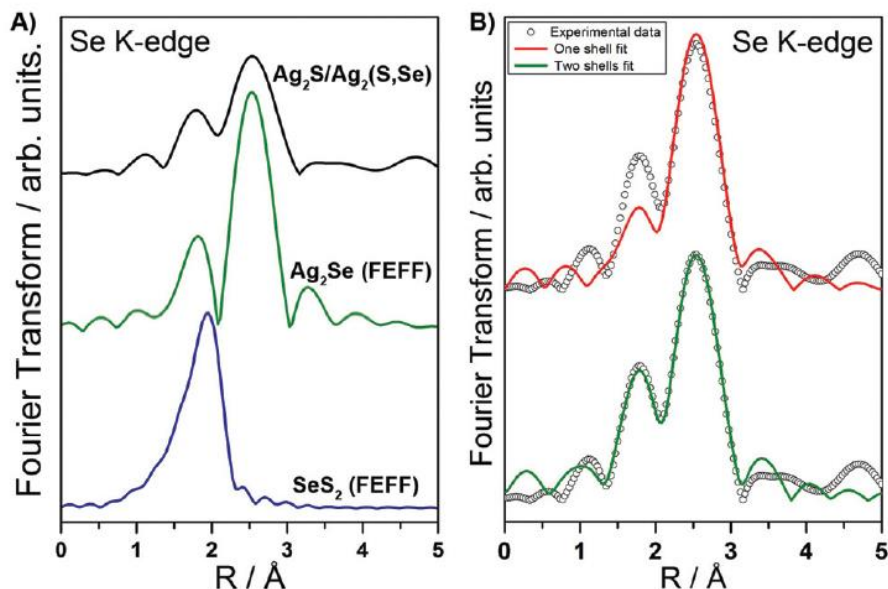 A)
Se K-edge
Ag₂S/Ag₂(S,Se)
Ag₂Se (FEFF)
SeS₂ (FEFF)
Fourier Transform / arb. units.
0 1 2 3 4 5
R / Å
B)
Experimental data
One shell fit
Two shells fit
Se K-edge
Fourier Transform / arb. units
0 1 2 3 4 5
R / Å